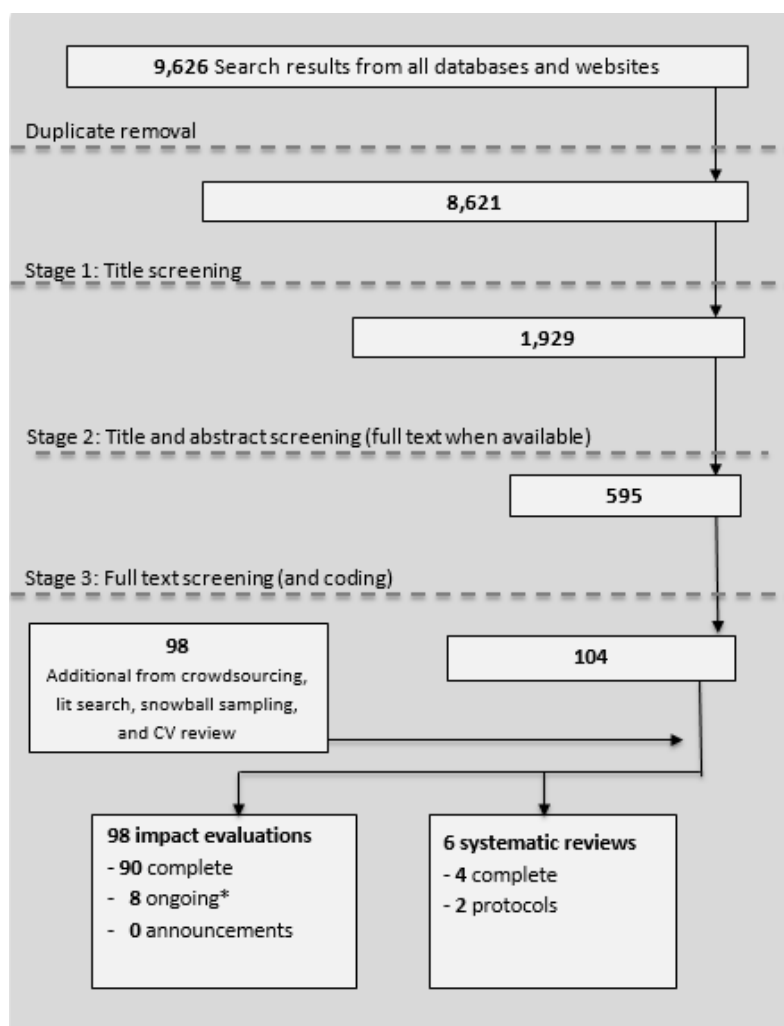 9,626 Search results from all databases and websites
Duplicate removal
8,621
Stage 1: Title screening
1,929
Stage 2: Title and abstract screening (full text when available)
595
Stage 3: Full text screening (and coding)
98
Additional from crowdsourcing,
lit search, snowball sampling,
and CV review
104
98 impact evaluations
- 90 complete
- 8 ongoing*
- 0 announcements
6 systematic reviews
- 4 complete
- 2 protocols